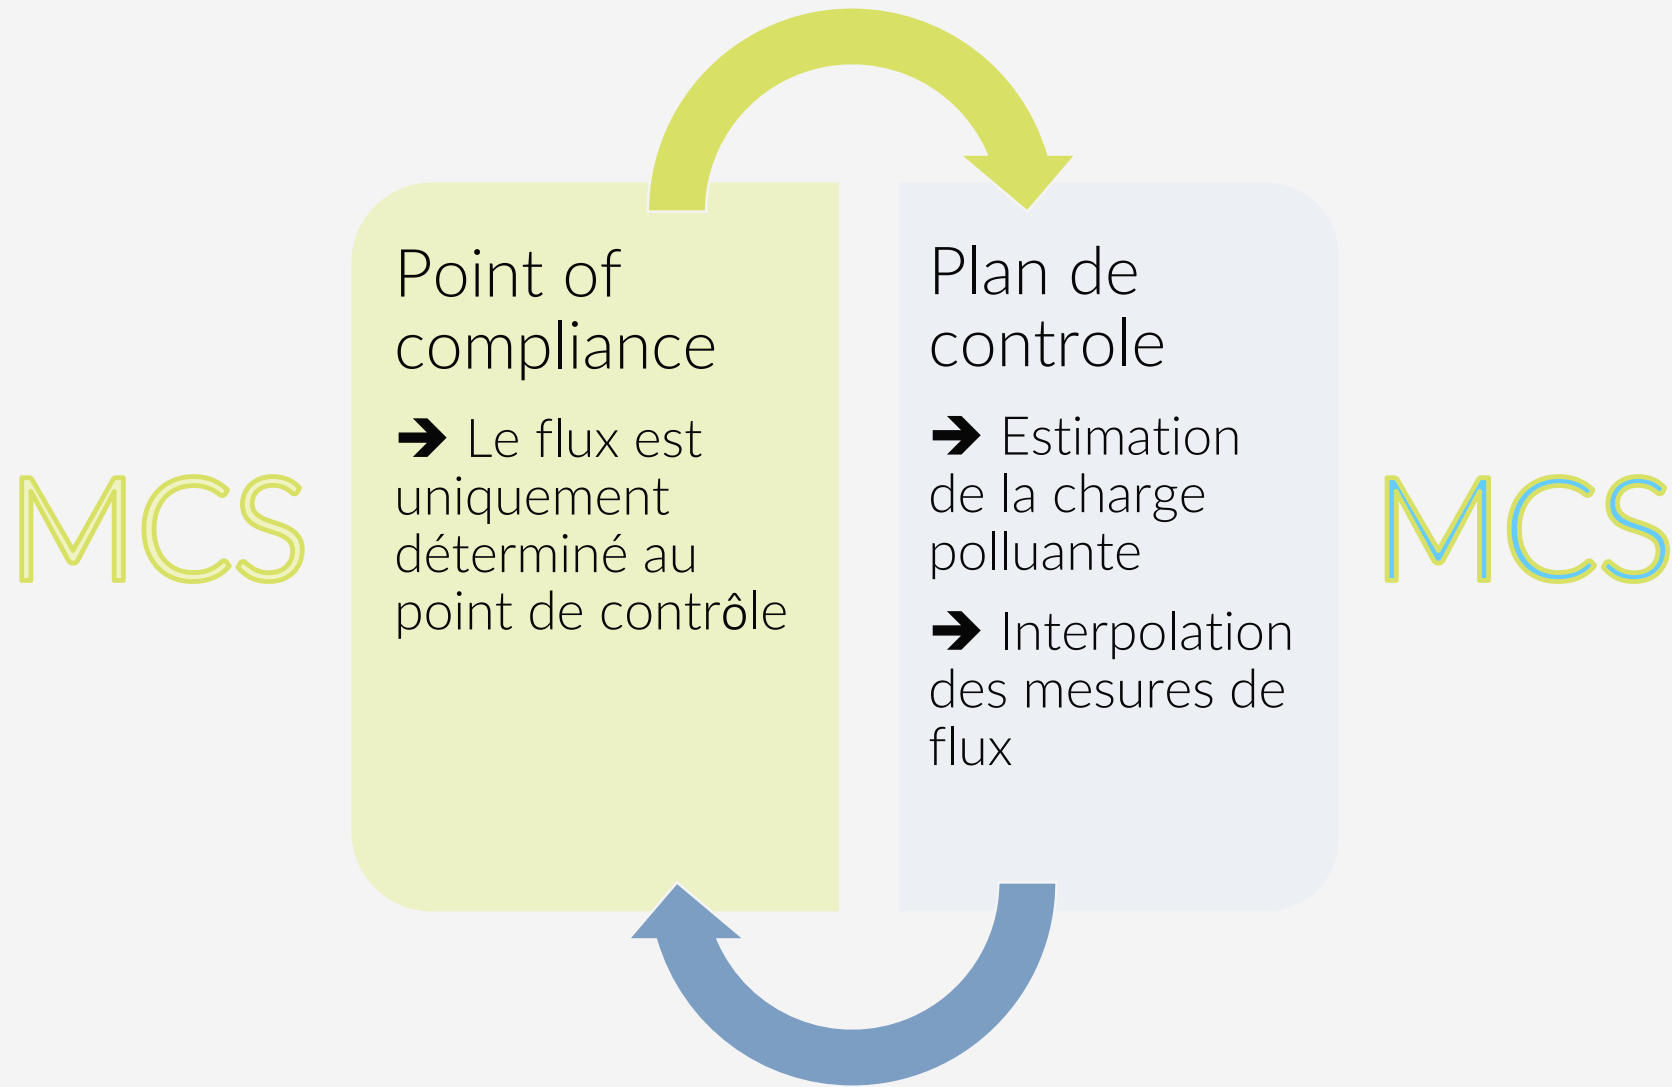 MCS
Point of
compliance
➔ Le flux est
uniquement
déterminé au
point de contrôle
Plan de
controle
➔ Estimation
de la charge
polluante
➔ Interpolation
des mesures de
flux
MCS